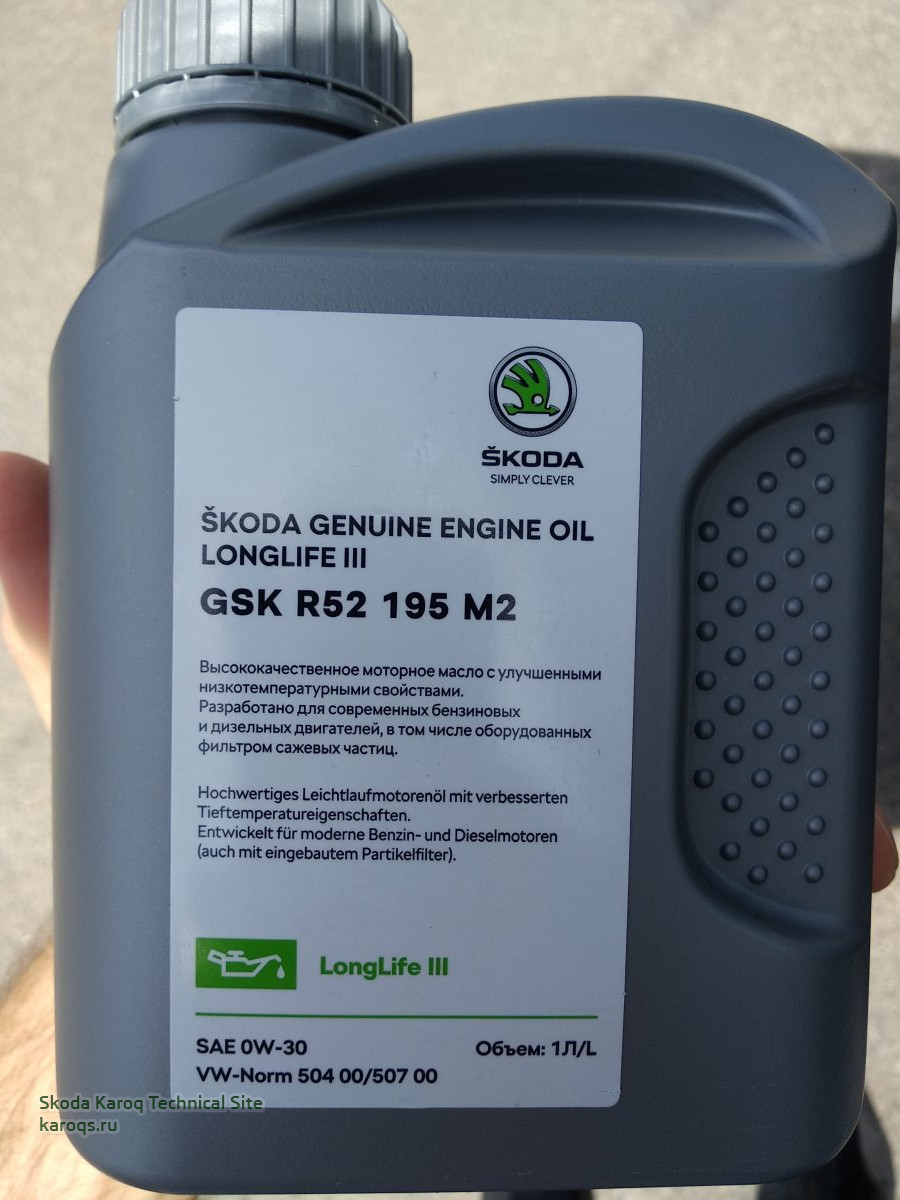 ŠKODA
SIMPLY CLEVER
ŠKODA GENUINE ENGINE OIL
LONGLIFE III
GSK R52 195 M2
Высококачественное моторное масло с улучшенными
низкотемпературными свойствами.
Разработано для современных бензиновых
и дизельных двигателей, в том числе оборудованных
фильтром сажевых частиц.
Hochwertiges Leichtlaufmotorenöl mit verbesserten
Tieftemperatureigenschaften.
Entwickelt für moderne Benzin- und Dieselmotoren
(auch mit eingebautem Partikelfilter).
LongLife III
SAE 0W-30 Объем: 1Л/L
VW-Norm 504 00/507 00
Skoda Karoq Technical Site
karoqs.ru